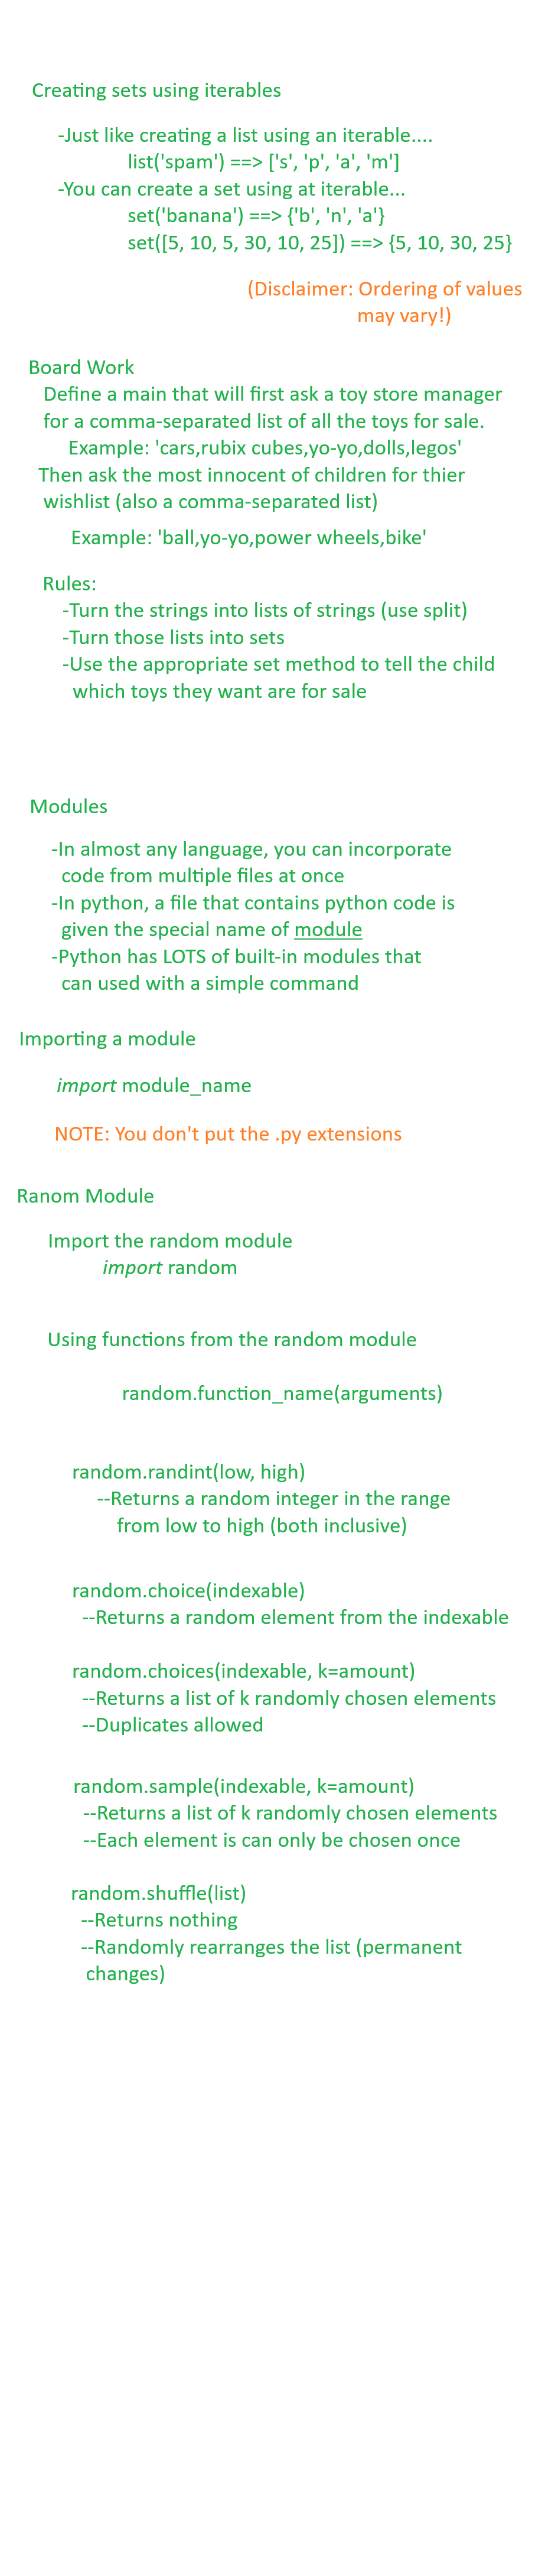 Creating sets using iterables
-Just like creating a list using an iterable....
list('spam') ==> ['s', 'p', 'a', 'm']
-You can create a set using at iterable...
set('banana') ==> {'b', 'n', 'a'}
set([5, 10, 5, 30, 10, 25]) ==> {5, 10, 30, 25}
(Disclaimer: Ordering of values
may vary!)
Board Work
Define a main that will first ask a toy store manager
for a comma-separated list of all the toys for sale.
Example: 'cars,rubix cubes,yo-yo,dolls,legos'
Then ask the most innocent of children for thier
wishlist (also a comma-separated list)
Example: 'ball,yo-yo,power wheels,bike'
Rules:
-Turn the strings into lists of strings (use split)
-Turn those lists into sets
-Use the appropriate set method to tell the child
which toys they want are for sale
Modules
-In almost any language, you can incorporate
code from multiple files at once
-In python, a file that contains python code is
given the special name of module
-Python has LOTS of built-in modules that
can used with a simple command
Importing a module
import module_name
NOTE: You don't put the .py extensions
Ranom Module
Import the random module
import random
Using functions from the random module
random.function_name(arguments)
random.randint(low, high)
--Returns a random integer in the range
from low to high (both inclusive)
random.choice(indexable)
--Returns a random element from the indexable
random.choices(indexable, k=amount)
--Returns a list of k randomly chosen elements
--Duplicates allowed
random.sample(indexable, k=amount)
--Returns a list of k randomly chosen elements
--Each element is can only be chosen once
random.shuffle(list)
--Returns nothing
--Randomly rearranges the list (permanent
changes)